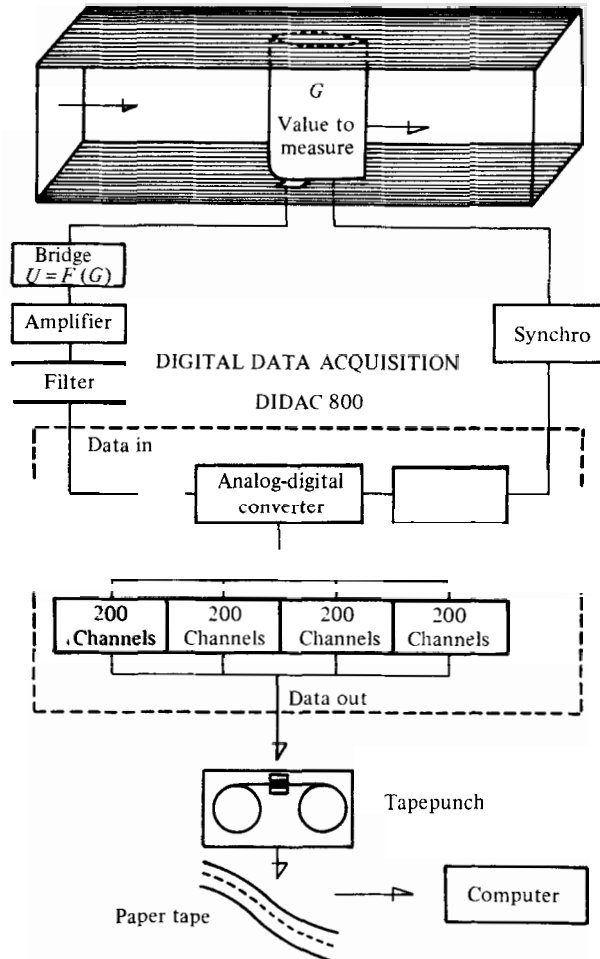 G
Value to
measure
Bridge
U = F (G)
Amplifier
Synchro
Filter
DIGITAL DATA ACQUISITION
DIDAC 800
Data in
Analog-digital
converter
200
Channels
200
Channels
200
Channels
200
Channels
Data out
Tapepunch
Paper tape
Computer